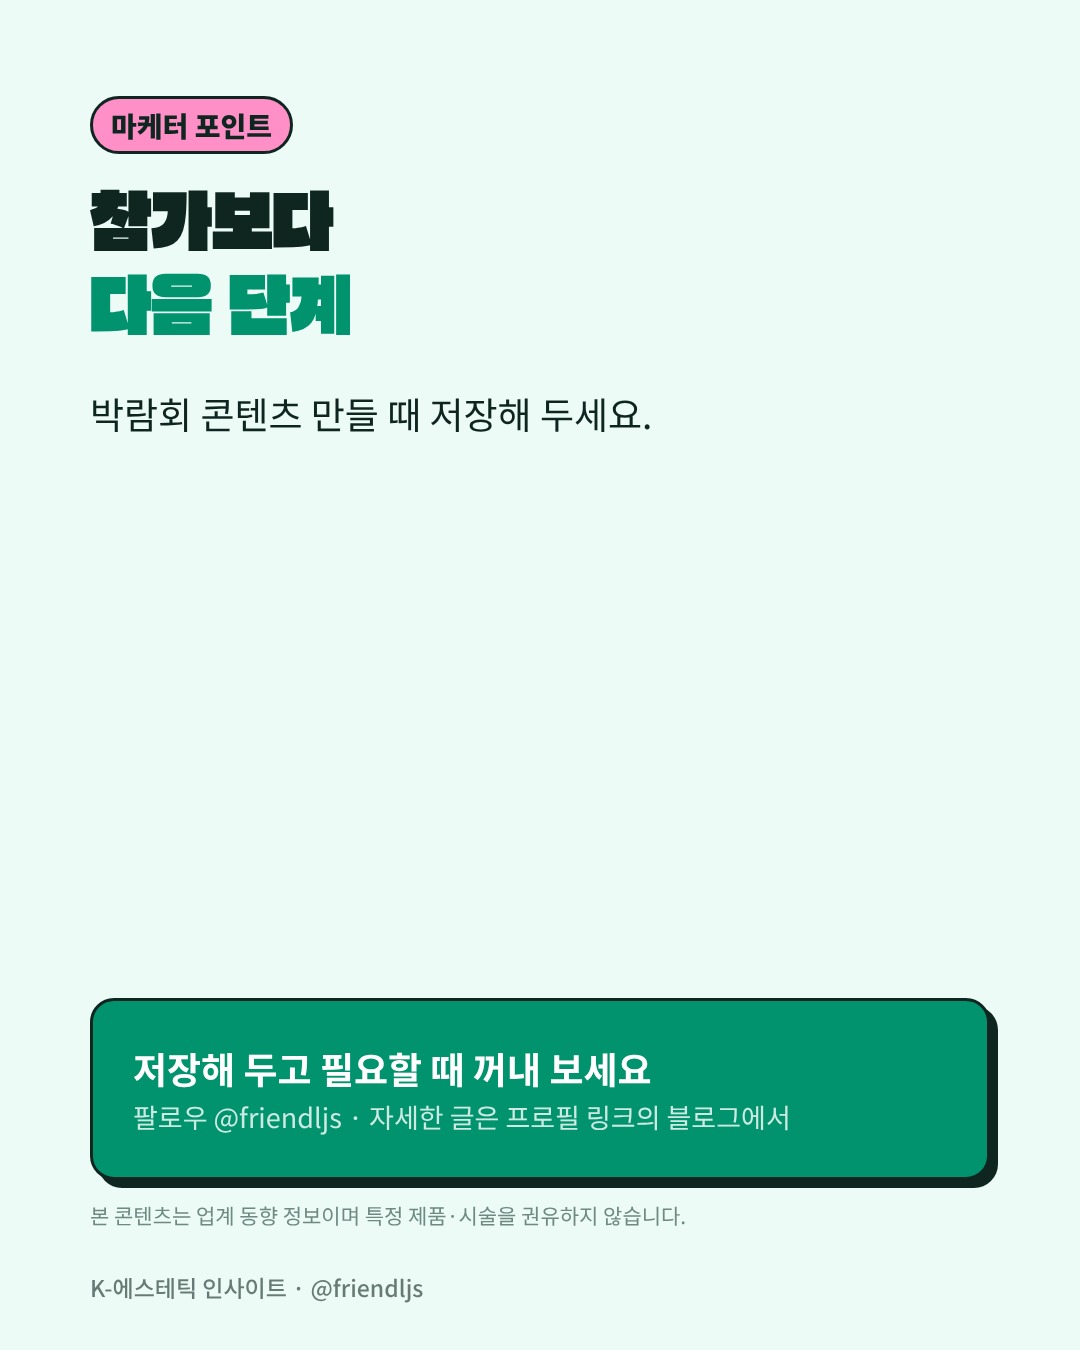 마케터 포인트
참가보다
다음 단계
박람회 콘텐츠 만들 때 저장해 두세요.
저장해 두고 필요할 때 꺼내 보세요
팔로우 @friendljs · 자세한 글은 프로필 링크의 블로그에서
본 콘텐츠는 업계 동향 정보이며 특정 제품·시술을 권유하지 않습니다.
K-에스테틱 인사이트 · @friendljs